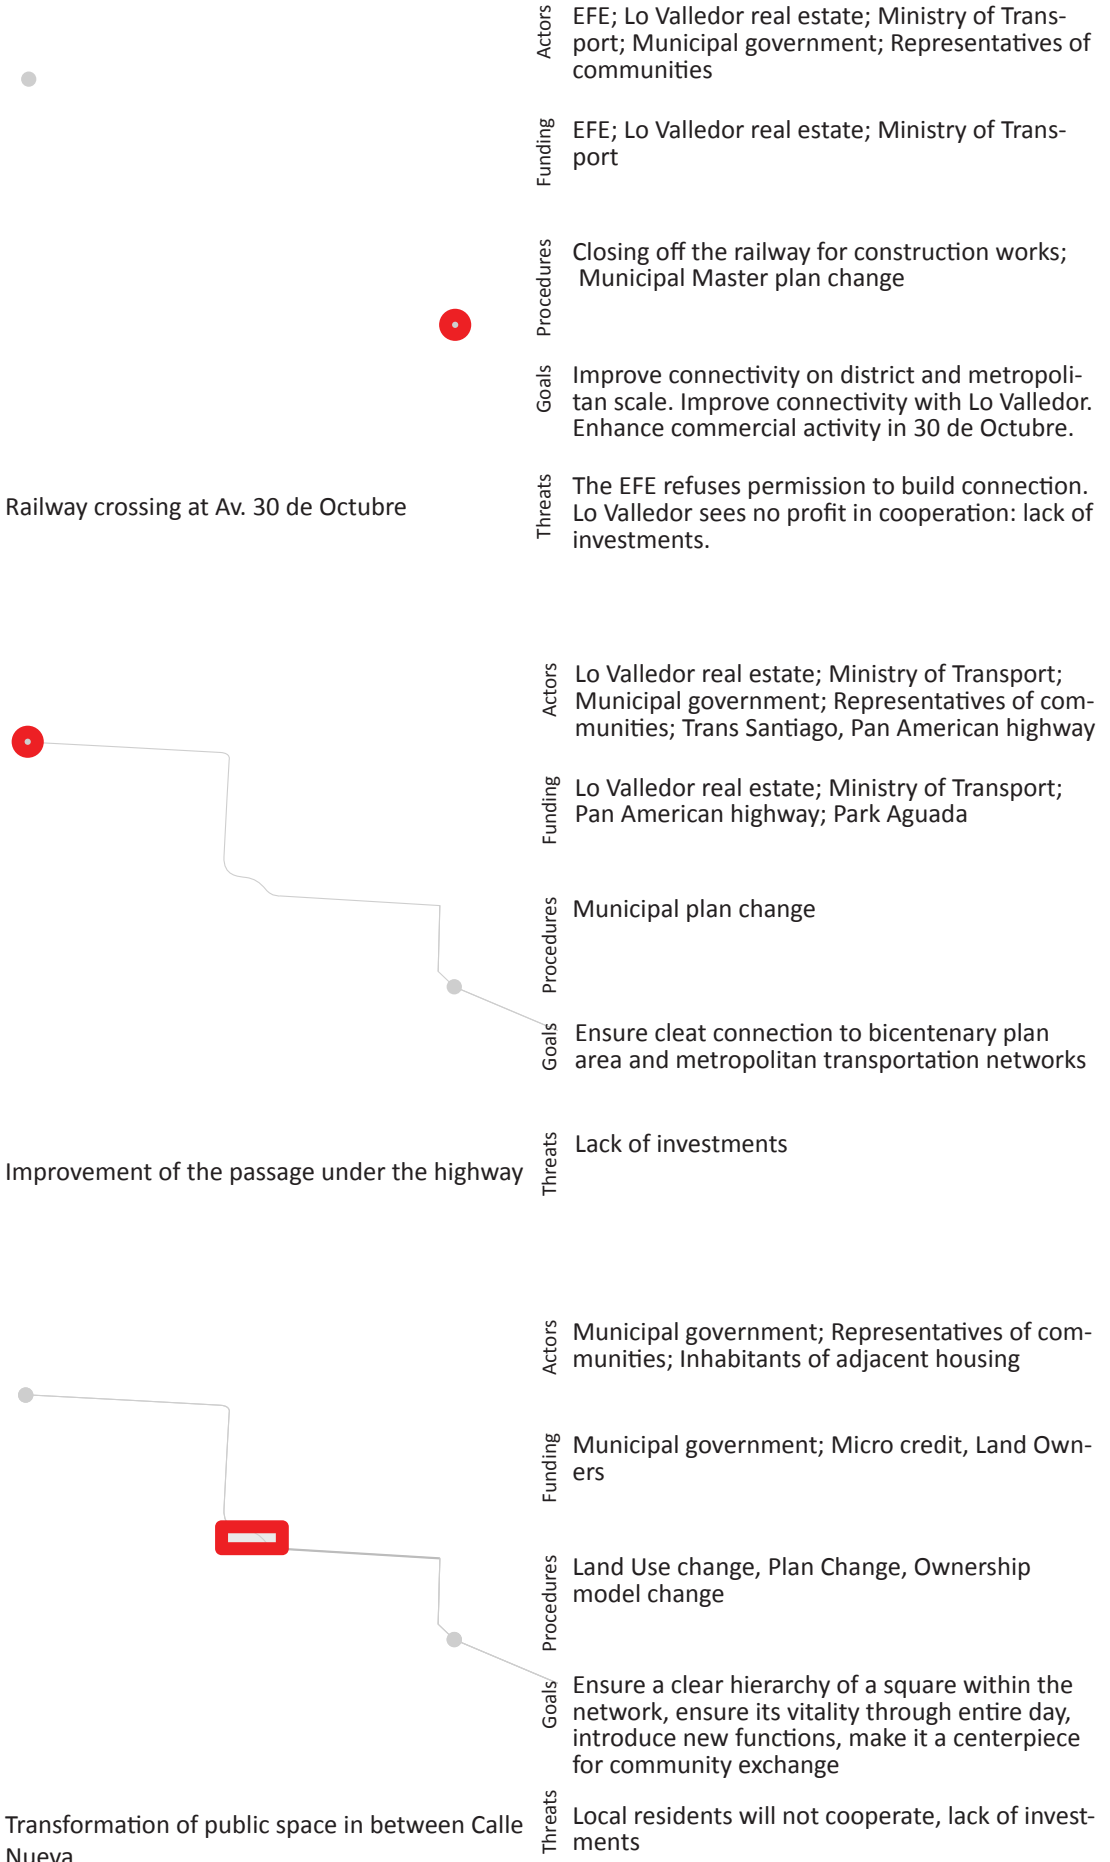 Actors
EFE; Lo Valledor real estate; Ministry of Trans-
port; Municipal government; Representatives of
communities
Funding
EFE; Lo Valledor real estate; Ministry of Trans-
port
Procedures
Closing off the railway for construction works;
Municipal Master plan change
Goals
Improve connectivity on district and metropoli-
tan scale. Improve connectivity with Lo Valledor.
Enhance commercial activity in 30 de Octubre.
Threats
The EFE refuses permission to build connection.
Lo Valledor sees no profit in cooperation: lack of
investments.
Railway crossing at Av. 30 de Octubre
Actors
Lo Valledor real estate; Ministry of Transport;
Municipal government; Representatives of com-
munities; Trans Santiago, Pan American highway
Funding
Lo Valledor real estate; Ministry of Transport;
Pan American highway; Park Aguada
Procedures
Municipal plan change
Goals
Ensure cleat connection to bicentenary plan
area and metropolitan transportation networks
Threats
Lack of investments
Improvement of the passage under the highway
Actors
Municipal government; Representatives of com-
munities; Inhabitants of adjacent housing
Funding
Municipal government; Micro credit, Land Own-
ers
Procedures
Land Use change, Plan Change, Ownership
model change
Goals
Ensure a clear hierarchy of a square within the
network, ensure its vitality through entire day,
introduce new functions, make it a centerpiece
for community exchange
Threats
Local residents will not cooperate, lack of invest-
ments
Transformation of public space in between Calle
Nueva